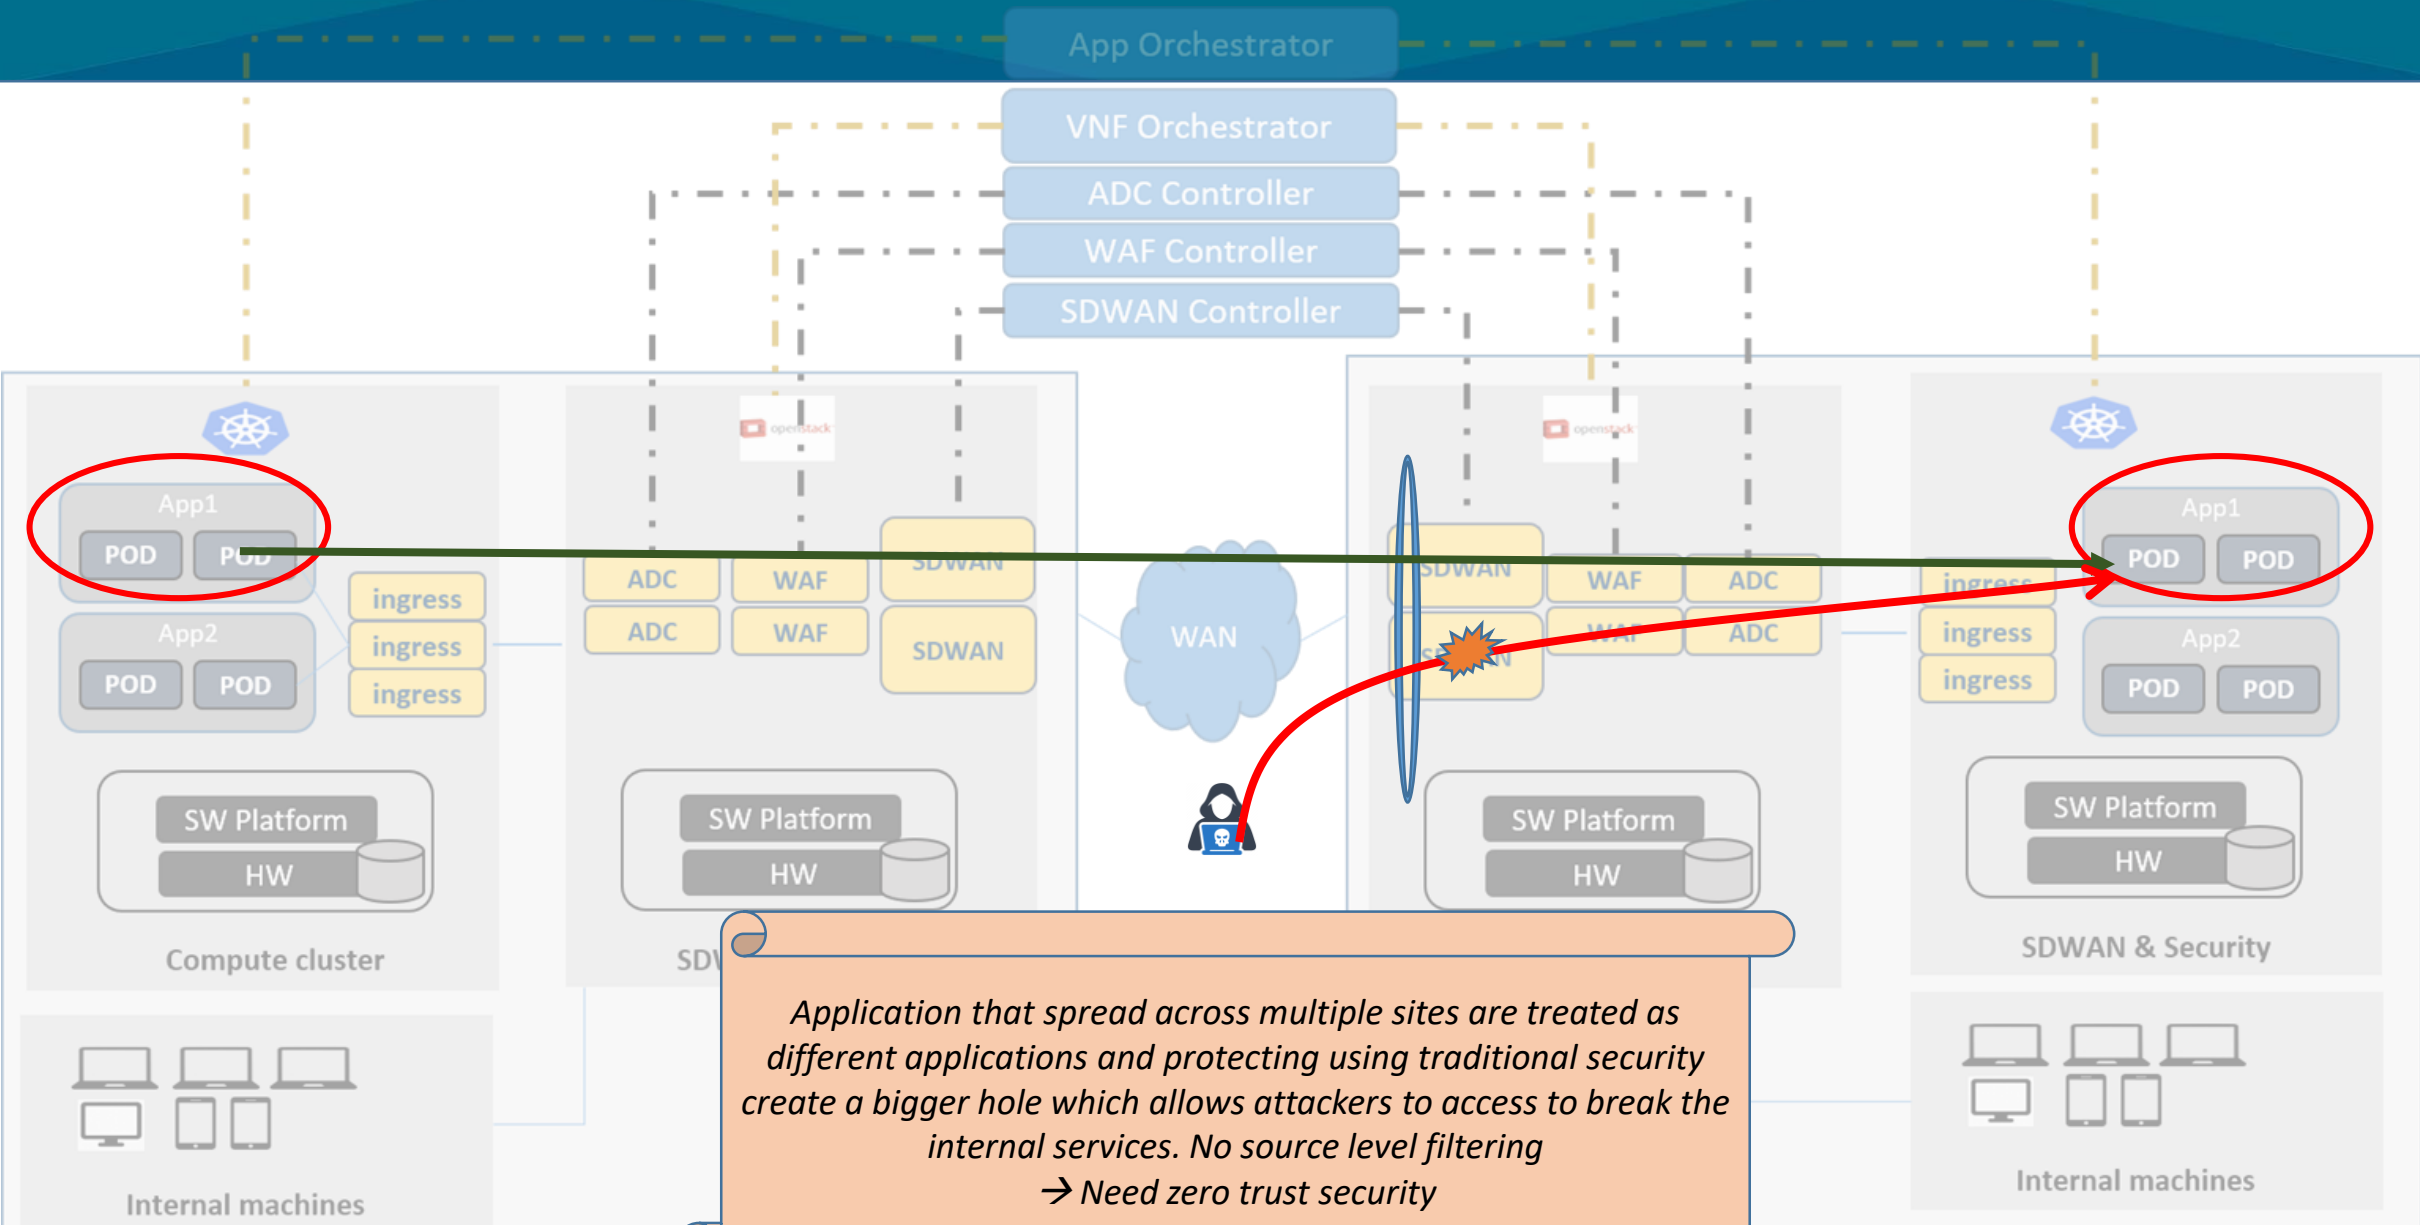 App Orchestrator
VNF Orchestrator
ADC Controller
WAF Controller
SDWAN Controller
openstack
openstack
App1
POD POD
App2
POD POD
ingress
ingress
ingress
ADC WAF SDWAN
ADC WAF SDWAN
WAN
SDWAN WAF ADC
SDWAN WAF ADC
ingress
ingress
ingress
App1
POD POD
App2
POD POD
SW Platform
HW
SW Platform
HW
SW Platform
HW
SW Platform
HW
Compute cluster
SDW
SDWAN & Security
Application that spread across multiple sites are treated as
different applications and protecting using traditional security
create a bigger hole which allows attackers to access to break the
internal services. No source level filtering
→ Need zero trust security
Internal machines
Internal machines